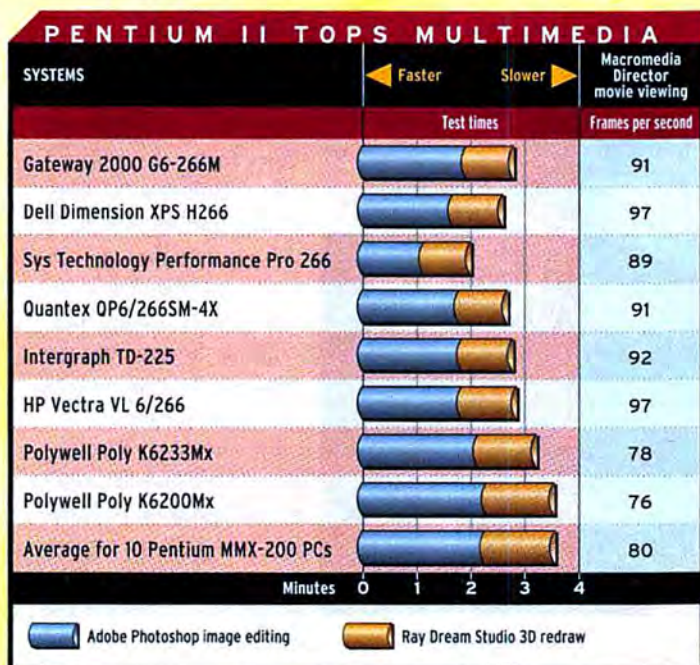 PENTIUM II TOPS MULTIMEDIA
SYSTEMS
Faster Slower
Macromedia
Director
movie viewing
Test times Frames per second
Gateway 2000 G6-266M 91
Dell Dimension XPS H266 97
Sys Technology Performance Pro 266 89
Quantex QP6/266SM-4X 91
Intergraph TD-225 92
HP Vectra VL 6/266 97
Polywell Poly K6233Mx 78
Polywell Poly K6200Mx 76
Average for 10 Pentium MMX-200 PCs 80
Minutes 0 1 2 3 4
Adobe Photoshop image editing Ray Dream Studio 3D redraw